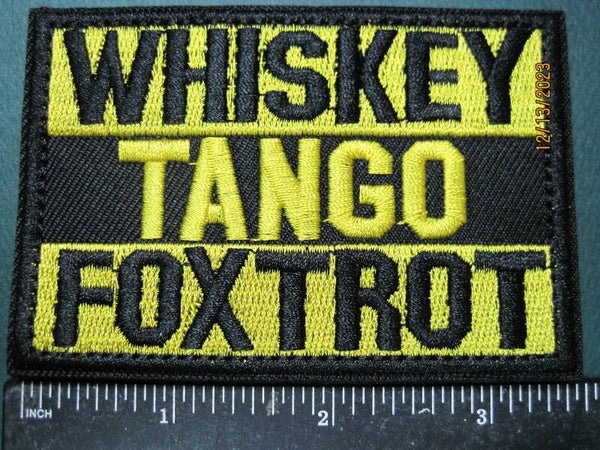 WHISKEY
TANGO
FOXTROT
12/13/2023
INCH 1 2 3